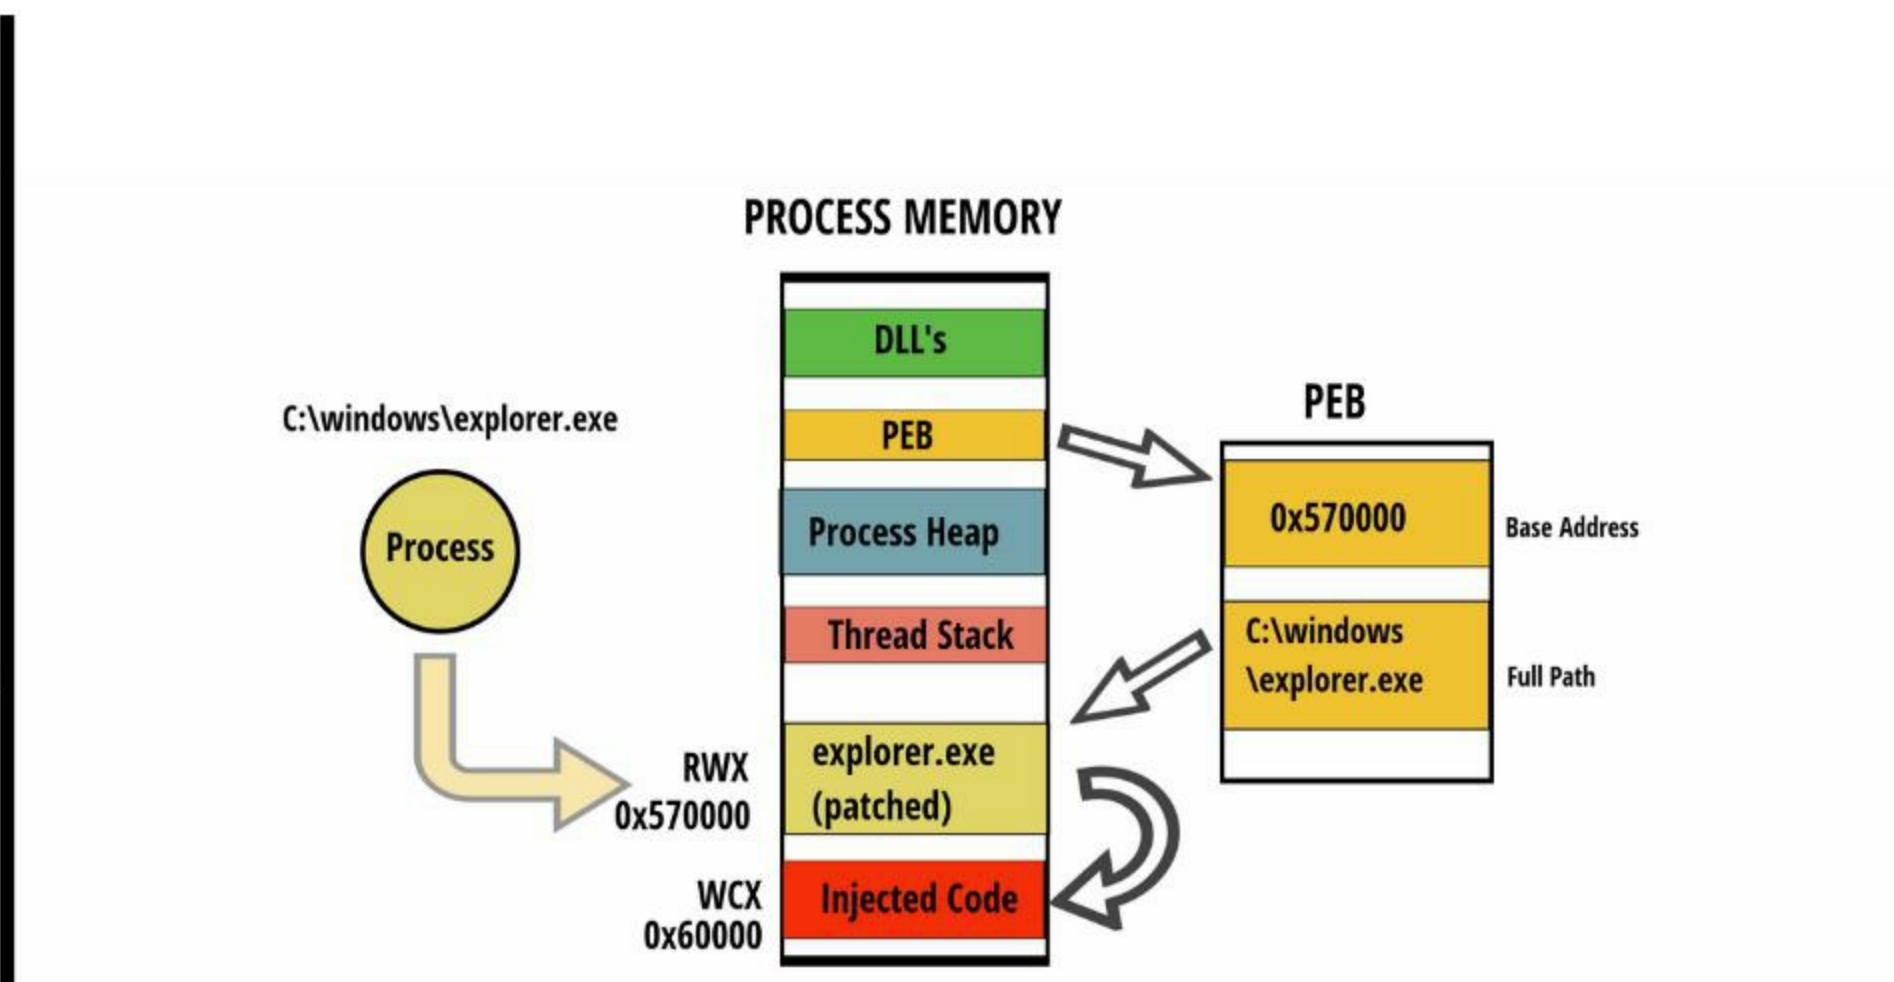 PROCESS MEMORY
DLL's
PEB
Process Heap
Thread Stack
explorer.exe
(patched)
Injected Code
C:\windows\explorer.exe
Process
RWX
0x570000
WCX
0x60000
PEB
0x570000
Base Address
C:\windows
\explorer.exe
Full Path